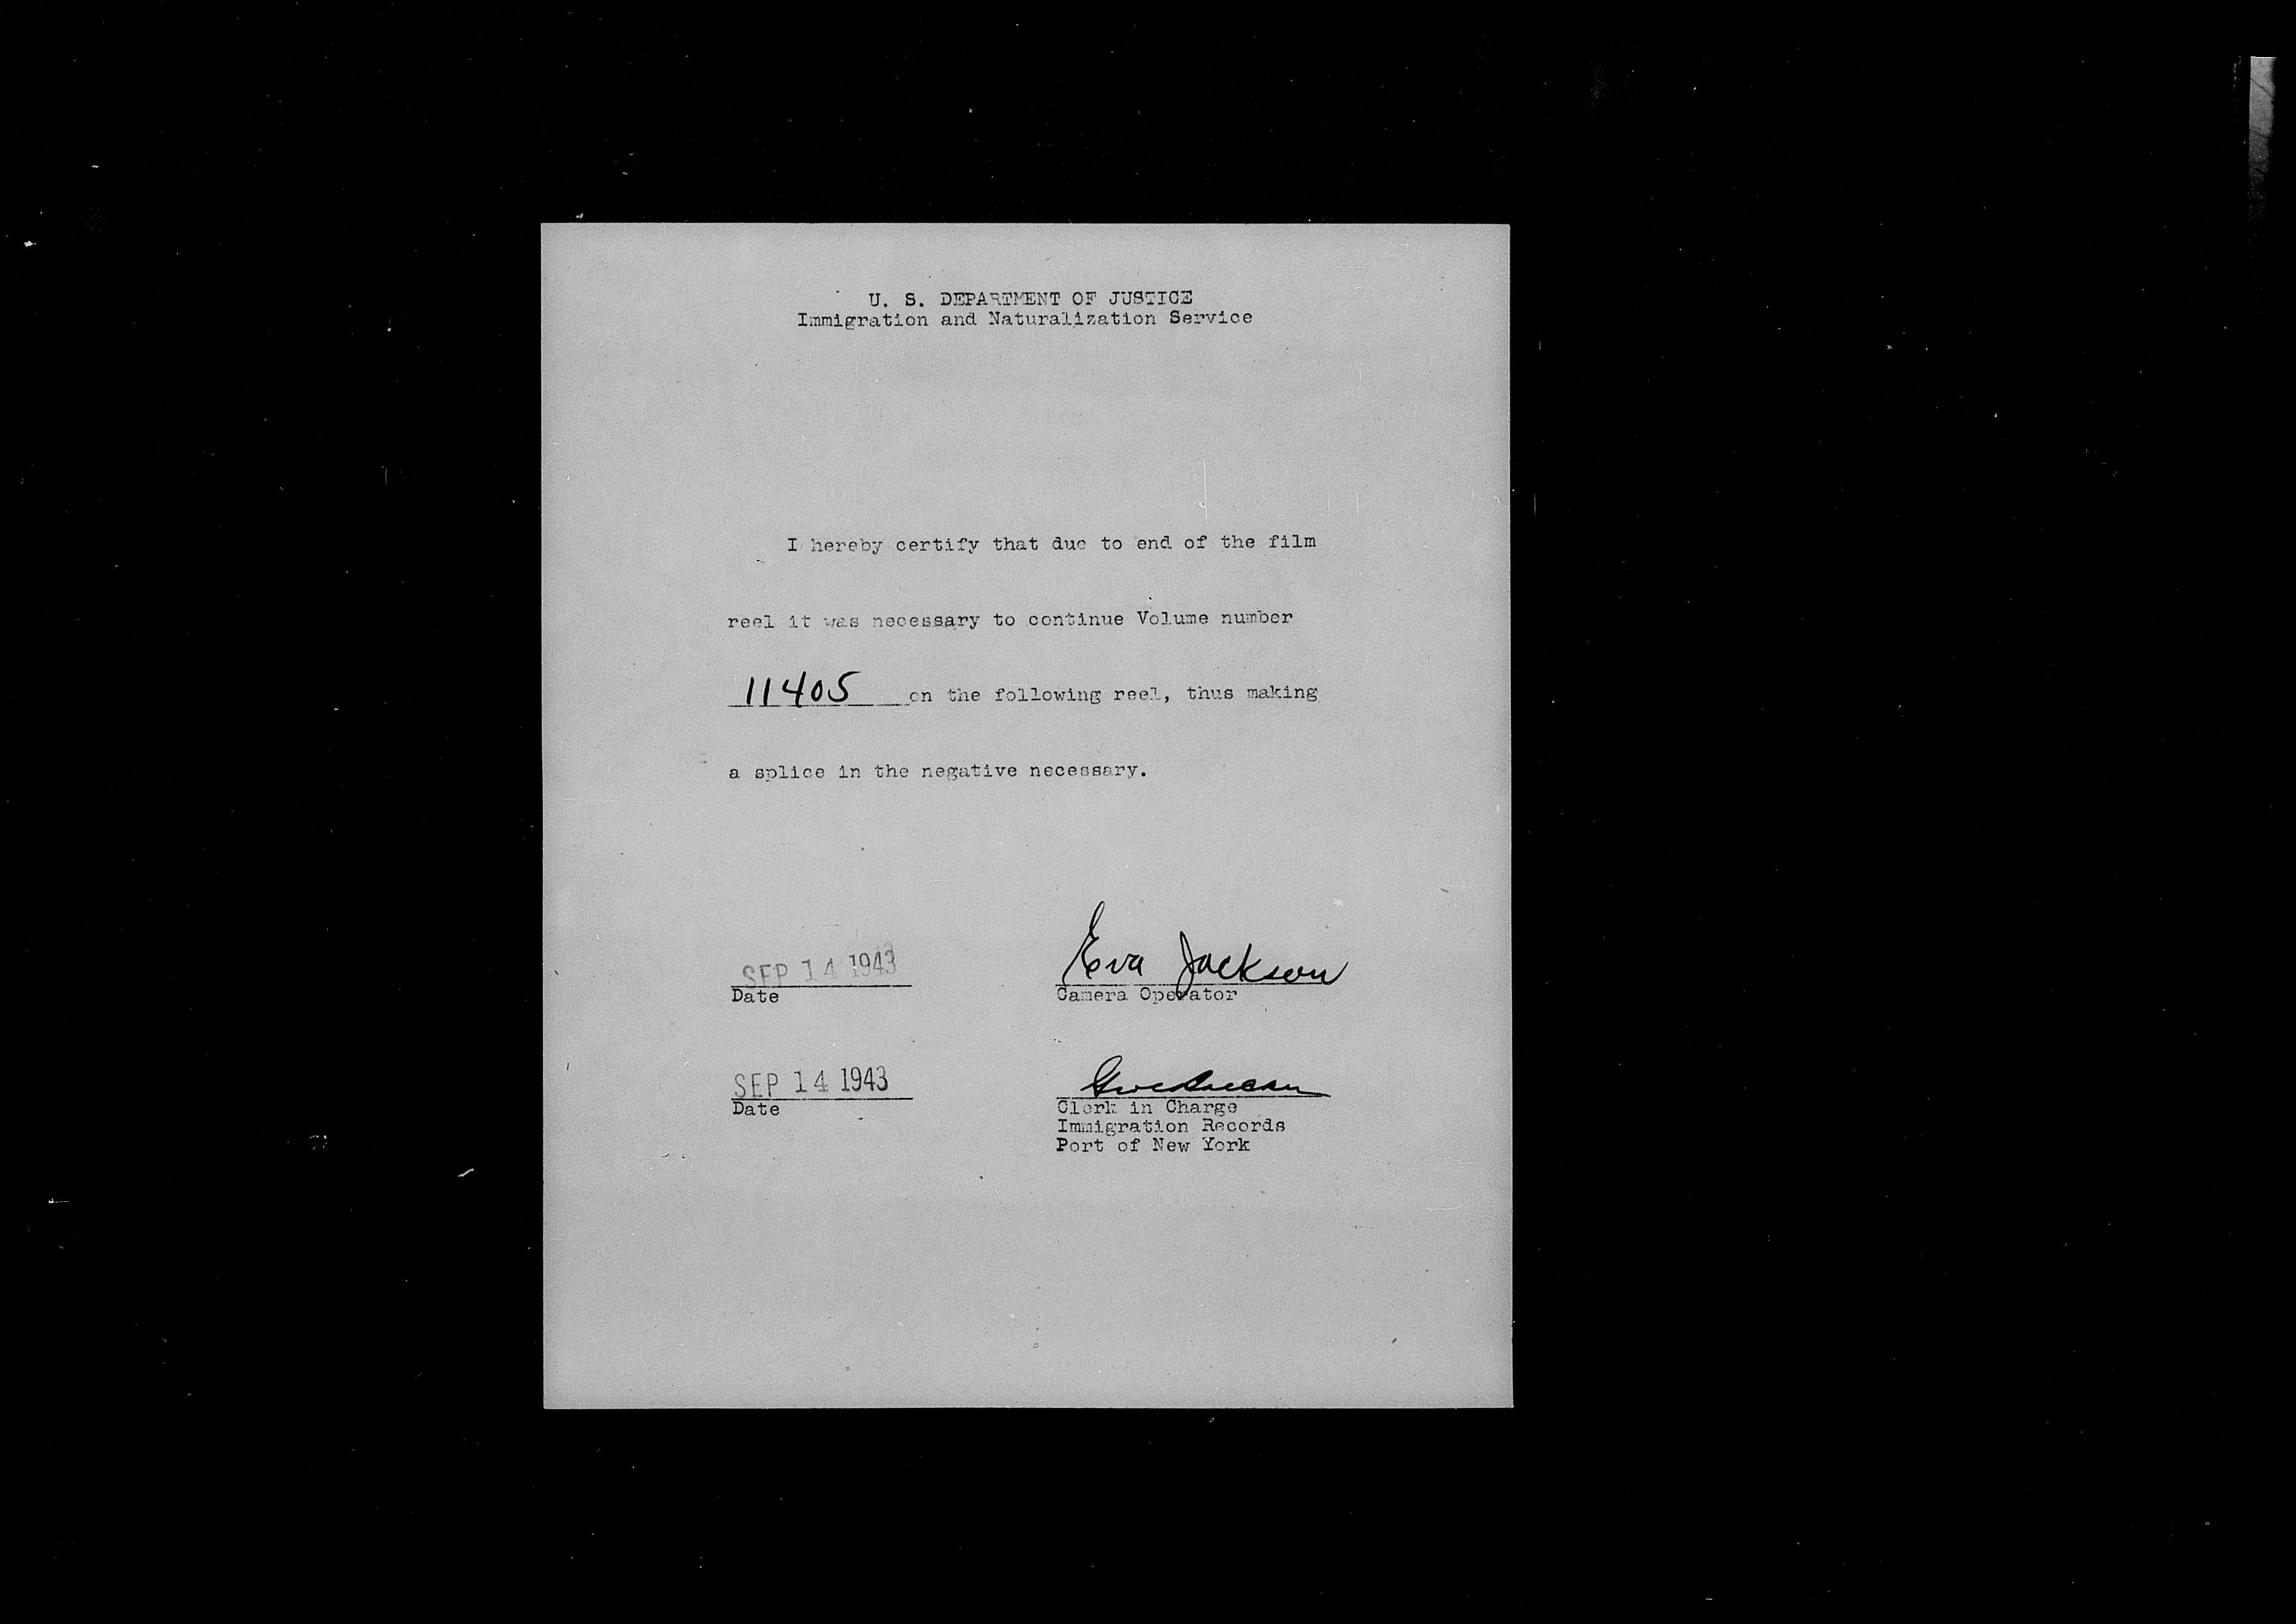 U. S. DEPARTMENT OF JUSTICE
Immigration and Naturalization Service
I hereby certify that due to end of the film
reel it was necessary to continue Volume number
11405 on the following reel, thus making
a splice in the negative necessary.
SEP 14 1943 Eva Jackson
Date Camera Operator
SEP 14 1943
Date Clerk in Charge
Immigration Records
Port of New York